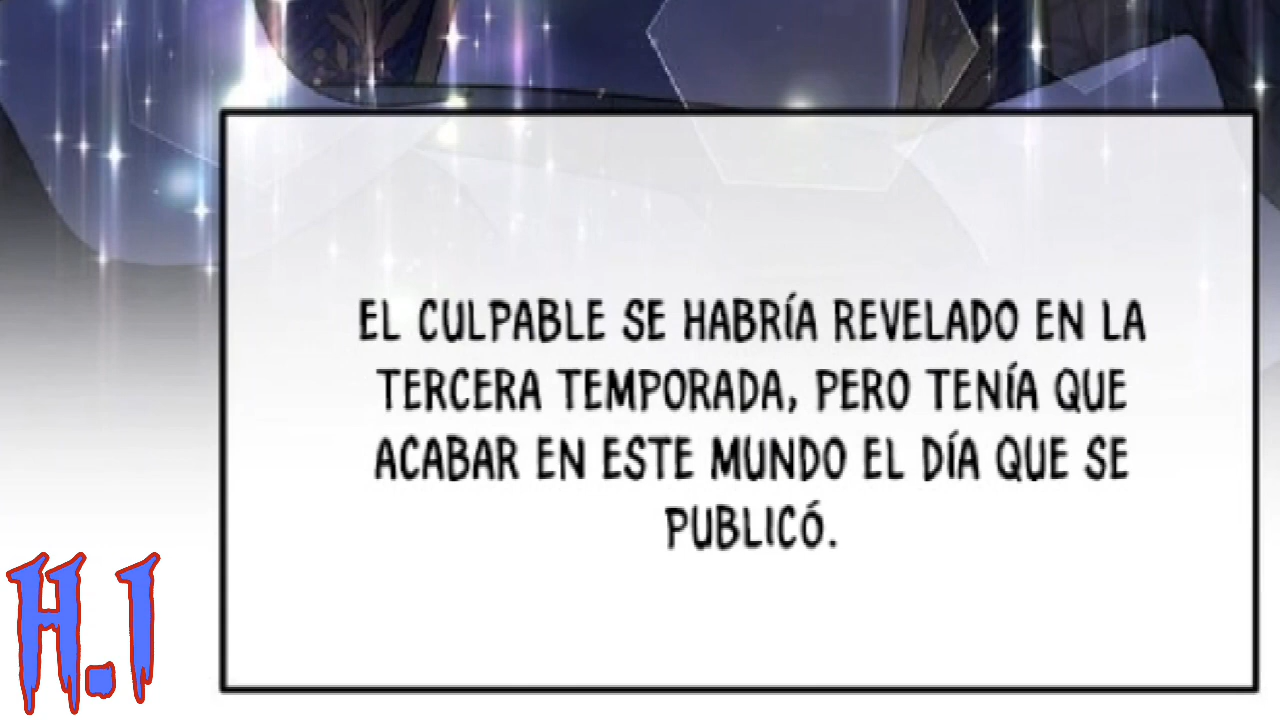 EL CULPABLE SE HABRÍA REVELADO EN LA
TERCERA TEMPORADA, PERO TENÍA QUE
ACABAR EN ESTE MUNDO EL DÍA QUE SE
PUBLICÓ.
H.I